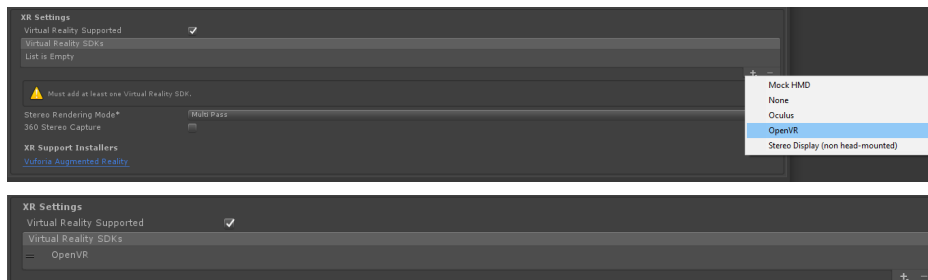 XR Settings
Virtual Reality Supported
Virtual Reality SDKs
List is Empty
+ −
Must add at least one Virtual Reality SDK.
Mock HMD
None
Oculus
OpenVR
Stereo Display (non head-mounted)
Stereo Rendering Mode*  Multi Pass
360 Stereo Capture
XR Support Installers
Vuforia Augmented Reality
XR Settings
Virtual Reality Supported
Virtual Reality SDKs
= OpenVR
+ −